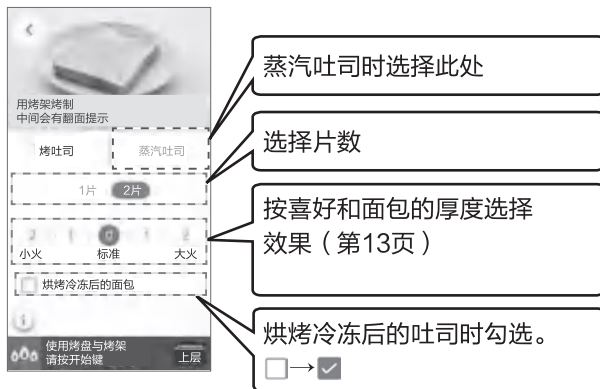 用烤架烤制
中间会有翻面提示
烤吐司
蒸汽吐司
1片
2片
2 1 0 1 2
小火
标准
大火
烘烤冷冻后的面包
使用烤盘与烤架
请按开始键
上层
蒸汽吐司时选择此处
选择片数
按喜好和面包的厚度选择
效果（第13页）
烘烤冷冻后的吐司时勾选。
□→☑